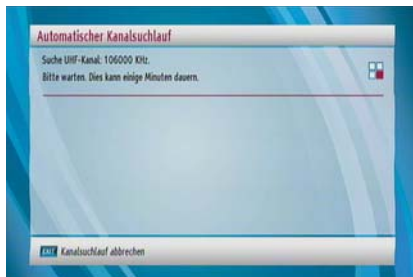 Automatischer Kanalsuchlauf
Suche UHF-Kanal: 106000 KHz.
Bitte warten. Dies kann einige Minuten dauern.
EXIT Kanalsuchlauf abbrechen